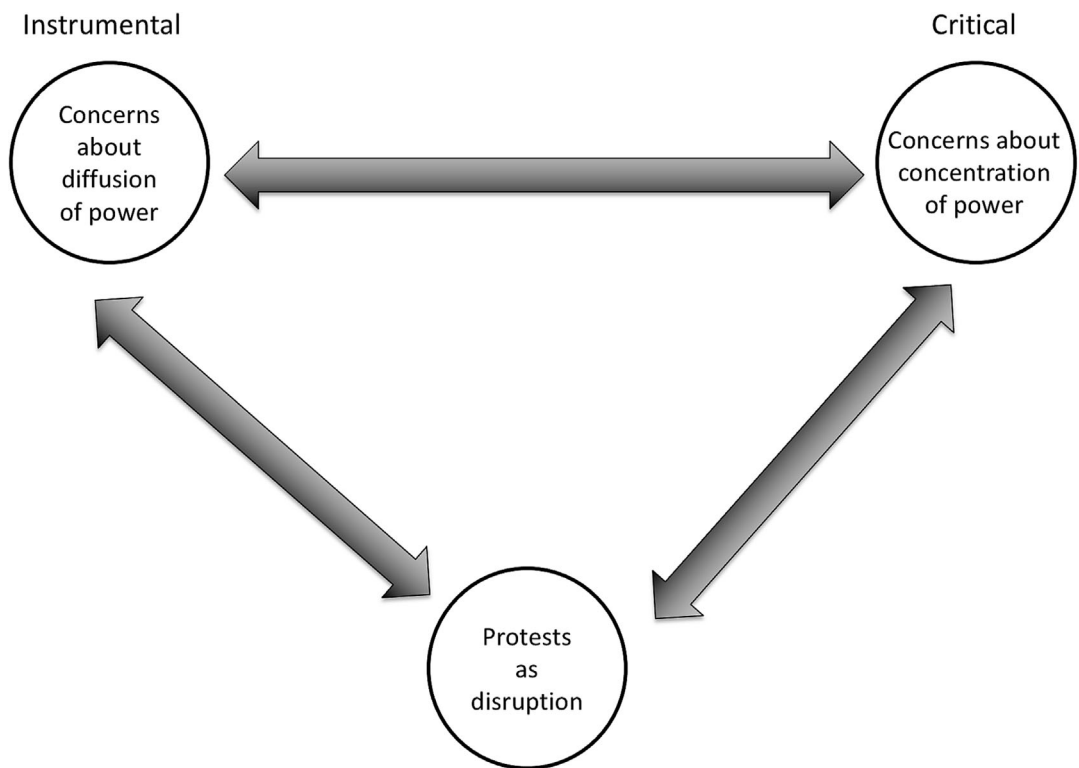 Instrumental
Critical
Concerns
about
diffusion
of power
Concerns about
concentration
of power
Protests
as
disruption